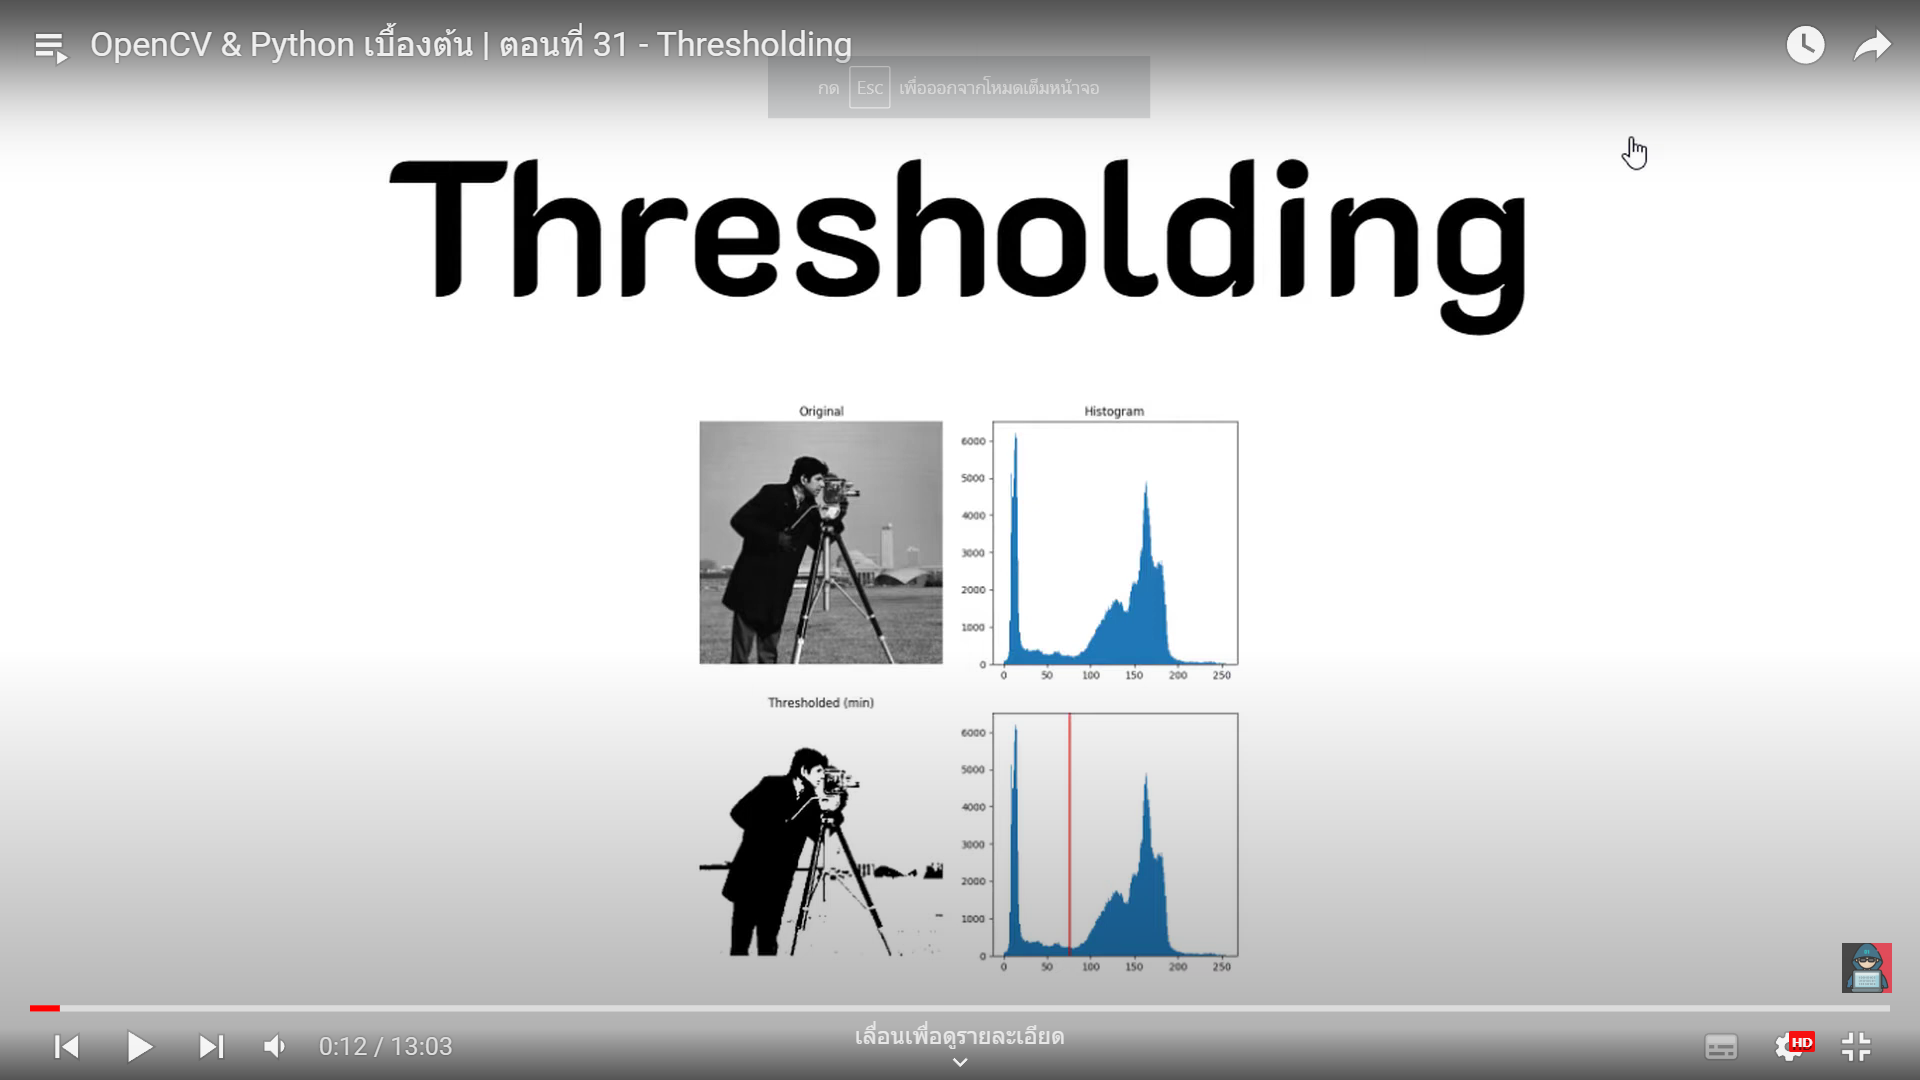 OpenCV & Python เบื้องต้น | ตอนที่ 31 - Thresholding
กด Esc เพื่อออกจากโหมดเต็มหน้าจอ
Thresholding
Original
Histogram
6000
5000
4000
3000
2000
1000
0
0 50 100 150 200 250
Thresholded (min)
6000
5000
4000
3000
2000
1000
0
0 50 100 150 200 250
0:12 / 13:03
เลื่อนเพื่อดูรายละเอียด
HD